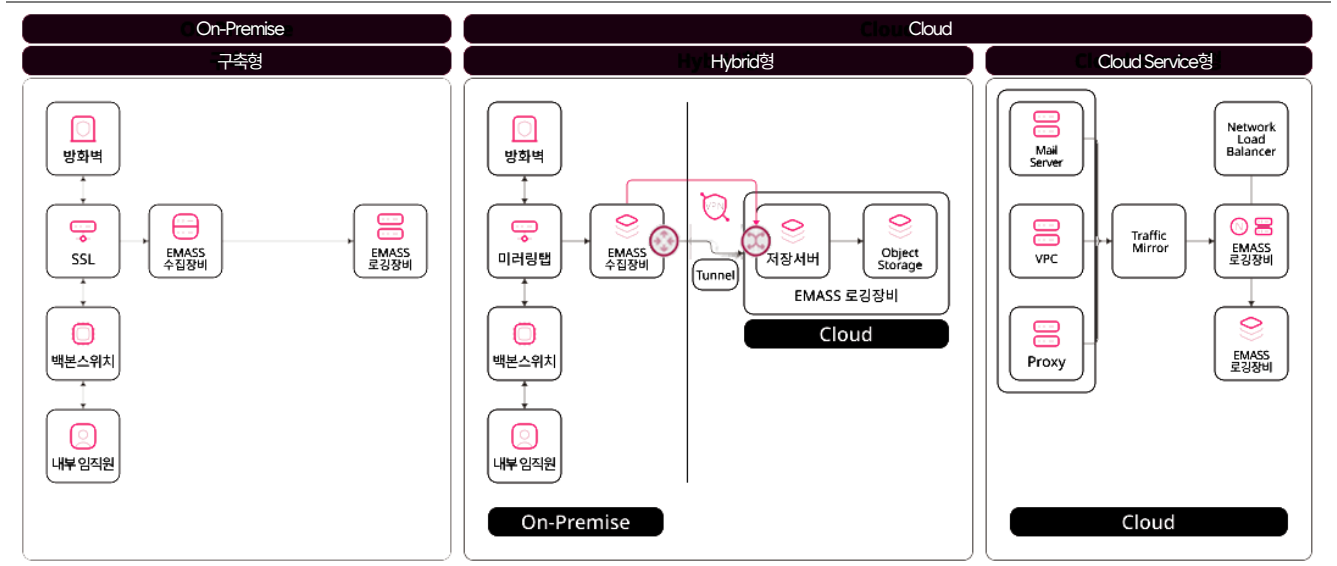 On-Premise
Cloud
구축형
Hybrid형
Cloud Service형
방화벽
SSL
EMASS
수집장비
EMASS
로깅장비
백본스위치
내부 임직원
방화벽
미러링탭
EMASS
수집장비
VPN
Tunnel
저장서버
Object
Storage
EMASS 로깅장비
Cloud
백본스위치
내부 임직원
On-Premise
Mail
Server
VPC
Proxy
Traffic
Mirror
Network
Load
Balancer
N
EMASS
로깅장비
EMASS
로깅장비
Cloud